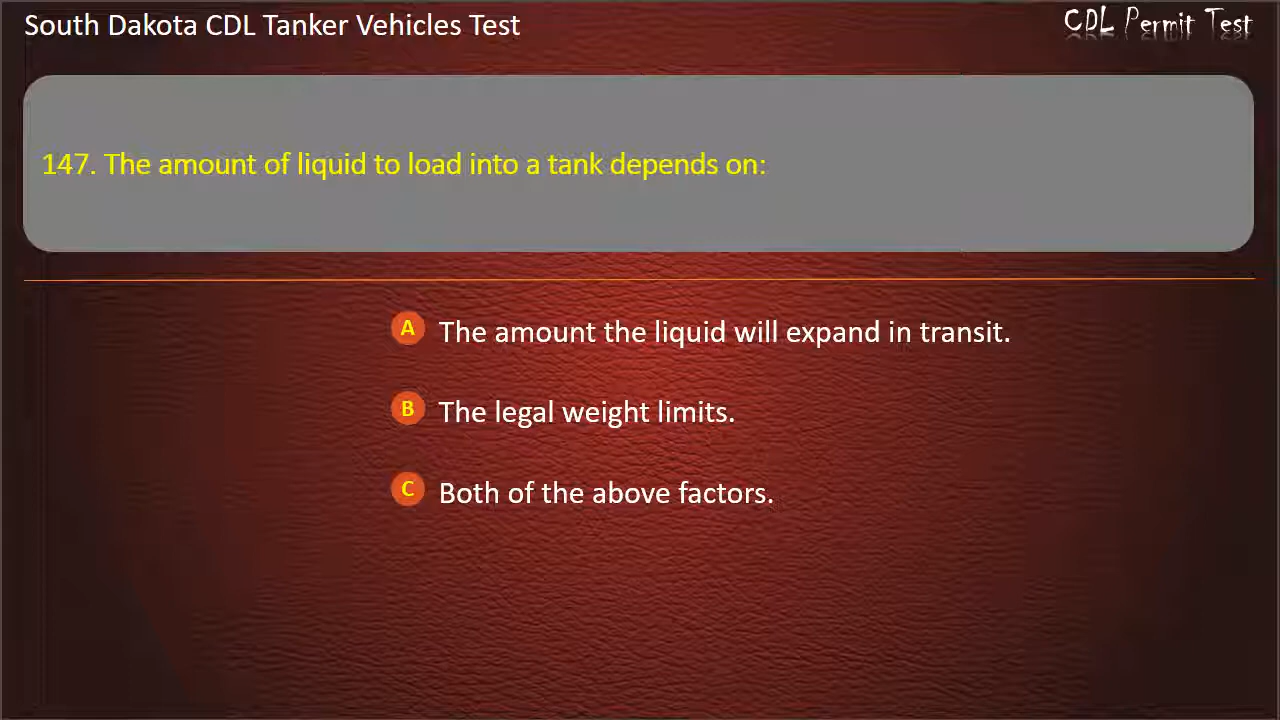 South Dakota CDL Tanker Vehicles Test
CDL Permit Test
147. The amount of liquid to load into a tank depends on:
A The amount the liquid will expand in transit.
B The legal weight limits.
C Both of the above factors.